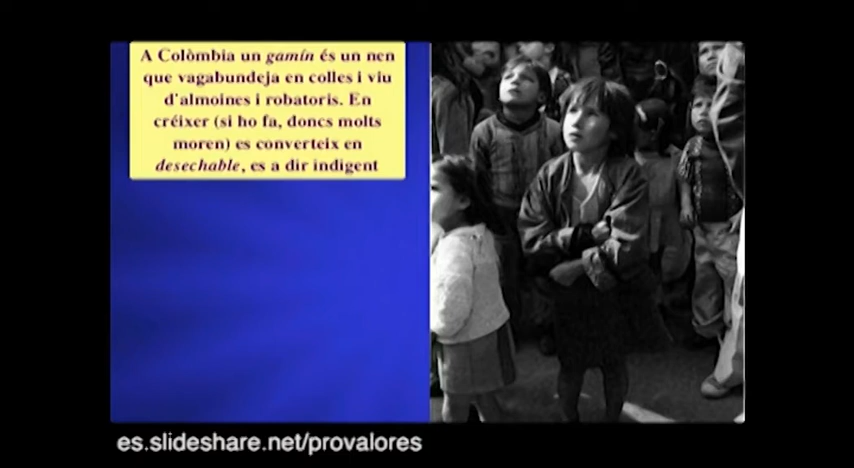 A Colòmbia un gamín és un nen
que vagabundeja en colles i viu
d'almoines i robatoris. En
créixer (si ho fa, doncs molts
moren) es converteix en
desechable, es a dir indigent
es.slideshare.net/provalores